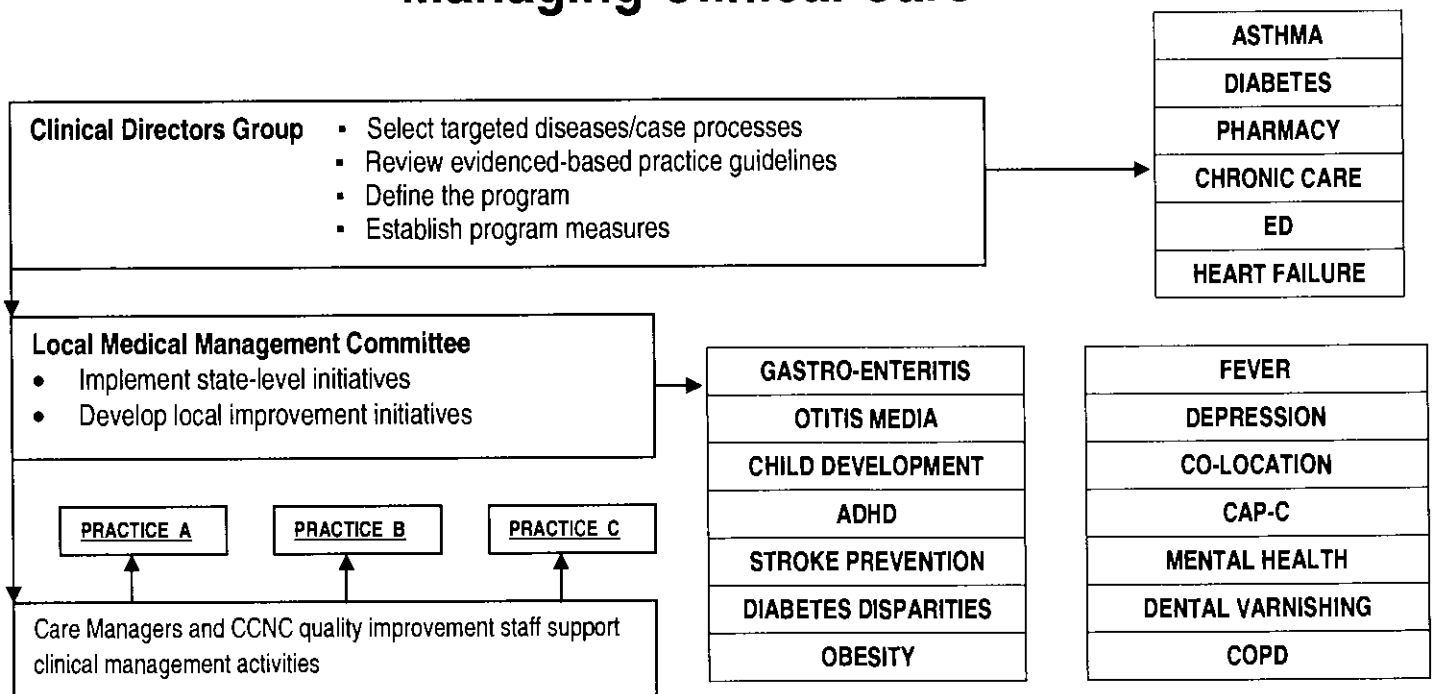 Managing Clinical Care
Clinical Directors Group
▪ Select targeted diseases/case processes
▪ Review evidenced-based practice guidelines
▪ Define the program
▪ Establish program measures
ASTHMA
DIABETES
PHARMACY
CHRONIC CARE
ED
HEART FAILURE
Local Medical Management Committee
• Implement state-level initiatives
• Develop local improvement initiatives
GASTRO-ENTERITIS
OTITIS MEDIA
CHILD DEVELOPMENT
ADHD
STROKE PREVENTION
DIABETES DISPARITIES
OBESITY
FEVER
DEPRESSION
CO-LOCATION
CAP-C
MENTAL HEALTH
DENTAL VARNISHING
COPD
PRACTICE A
PRACTICE B
PRACTICE C
Care Managers and CCNC quality improvement staff support
clinical management activities